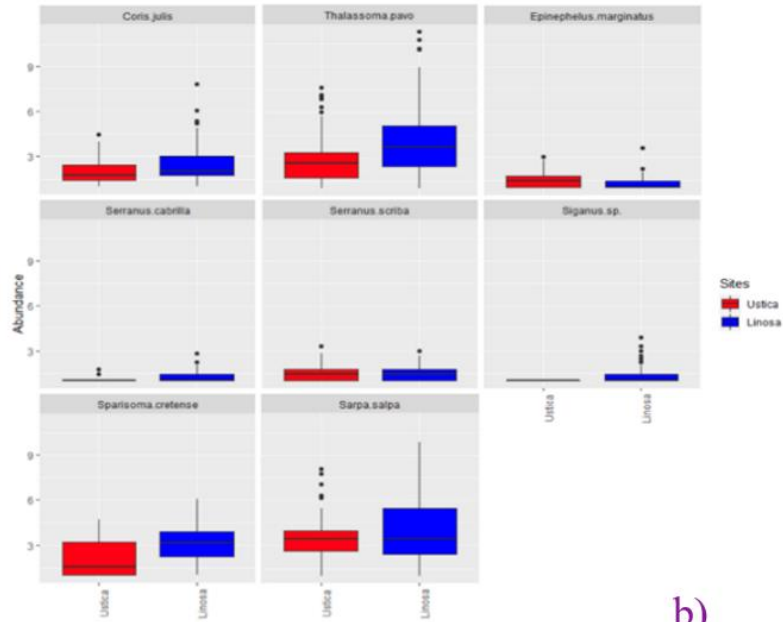 Coris.julis
Thalassoma.pavo
Epinephelus.marginatus
9
6
3
Serranus.cabrilla
Serranus.scriba
Siganus.sp.
9
6
3
Abundance
Sites
Ustica
Linosa
Ustica
Linosa
Sparisoma.cretense
Sarpa.salpa
9
6
3
Ustica
Linosa
Ustica
Linosa
b)